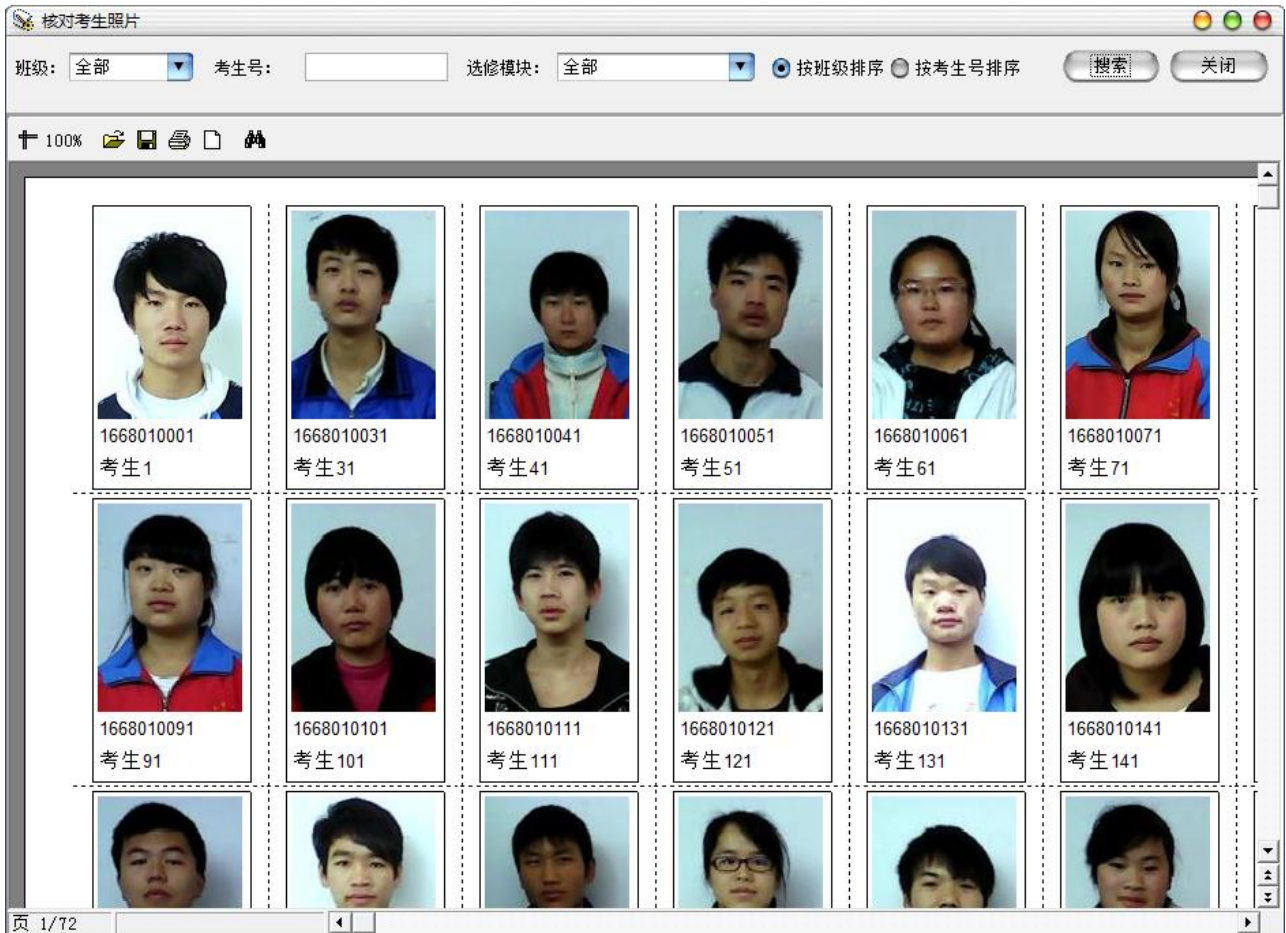 核对考生照片
班级: 全部 考生号: 选修模块: 全部 按班级排序 按考生号排序 搜索 关闭
100%
1668010001 1668010031 1668010041 1668010051 1668010061 1668010071
考生1 考生31 考生41 考生51 考生61 考生71
1668010091 1668010101 1668010111 1668010121 1668010131 1668010141
考生91 考生101 考生111 考生121 考生131 考生141
页 1/72